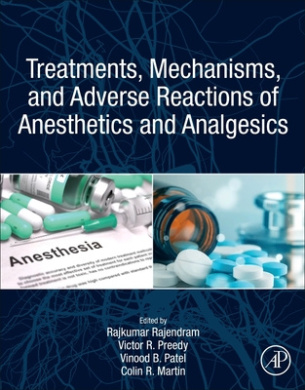 Treatments, Mechanisms,
and Adverse Reactions of
Anesthetics and Analgesics
Anesthesia
Edited by
Rajkumar Rajendram
Victor R. Preedy
Vinood B. Patel
Colin R. Martin
AP